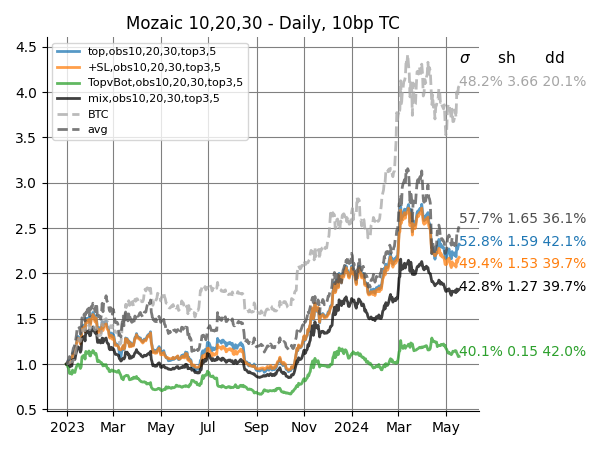 Mozaic 10,20,30 - Daily, 10bp TC
4.5
4.0
3.5
3.0
2.5
2.0
1.5
1.0
0.5
top,obs10,20,30,top3,5
+SL,obs10,20,30,top3,5
TopvBot,obs10,20,30,top3,5
mix,obs10,20,30,top3,5
BTC
avg
σ sh dd
48.2% 3.66 20.1%
57.7% 1.65 36.1%
52.8% 1.59 42.1%
49.4% 1.53 39.7%
42.8% 1.27 39.7%
40.1% 0.15 42.0%
2023 Mar May Jul Sep Nov 2024 Mar May